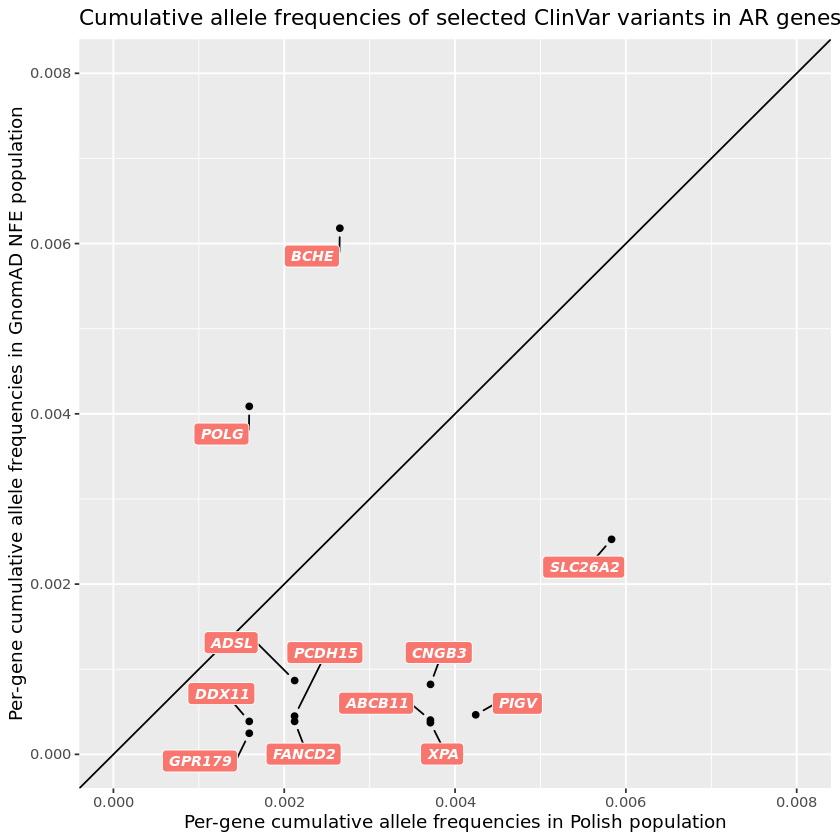 Cumulative allele frequencies of selected ClinVar variants in AR genes
Per-gene cumulative allele frequencies in GnomAD NFE population
0.008
0.006
0.004
0.002
0.000
BCHE
POLG
SLC26A2
ADSL
PCDH15
CNGB3
DDX11
ABCB11
PIGV
GPR179
FANCD2
XPA
0.000 0.002 0.004 0.006 0.008
Per-gene cumulative allele frequencies in Polish population